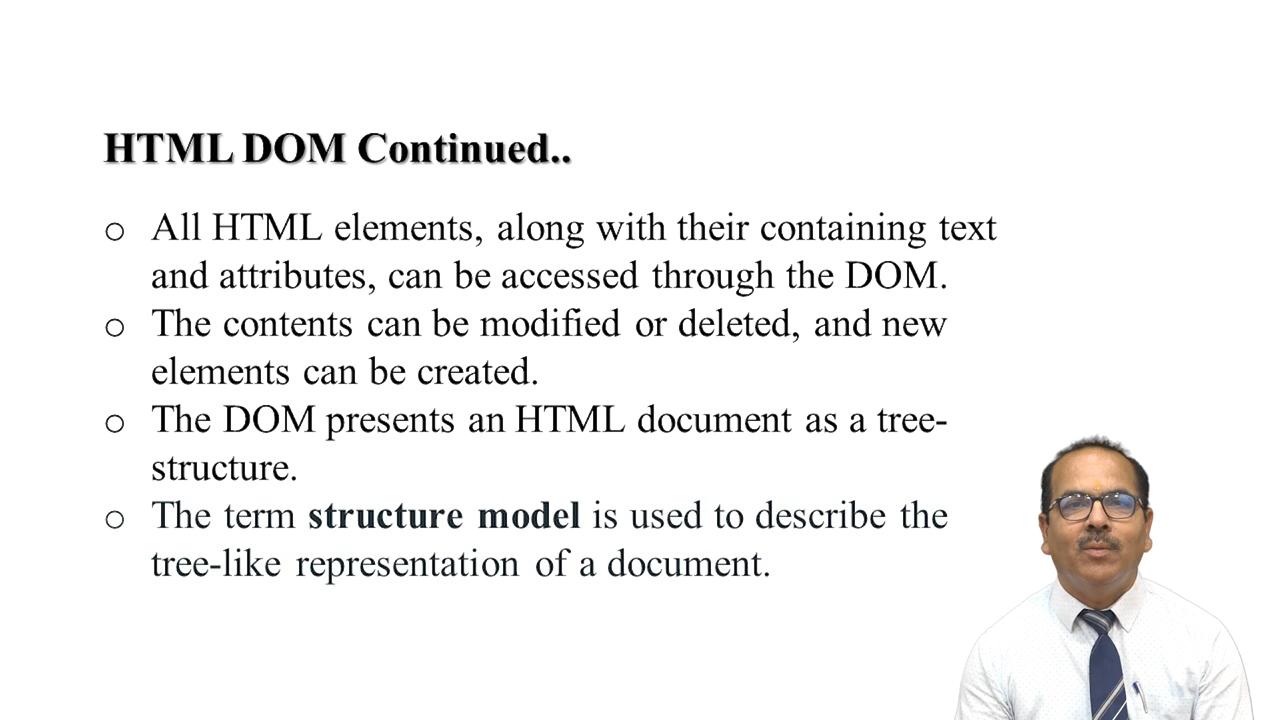 HTML DOM Continued..
o All HTML elements, along with their containing text
and attributes, can be accessed through the DOM.
o The contents can be modified or deleted, and new
elements can be created.
o The DOM presents an HTML document as a tree-
structure.
o The term structure model is used to describe the
tree-like representation of a document.